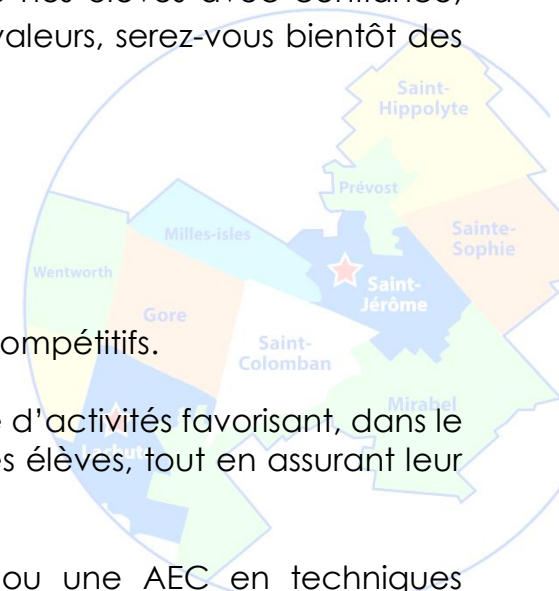 nos élèves avec confiance,
valeurs, serez-vous bientôt des
Saint-
Hippolyte
Prévost
Milles-isles
Sainte-
Sophie
Wentworth
Saint-
Jérôme
Gore
Saint-
Colomban
ompétitifs.
Mirabel
d'activités favorisant, dans le
Lachute
s élèves, tout en assurant leur
ou une AEC en techniques